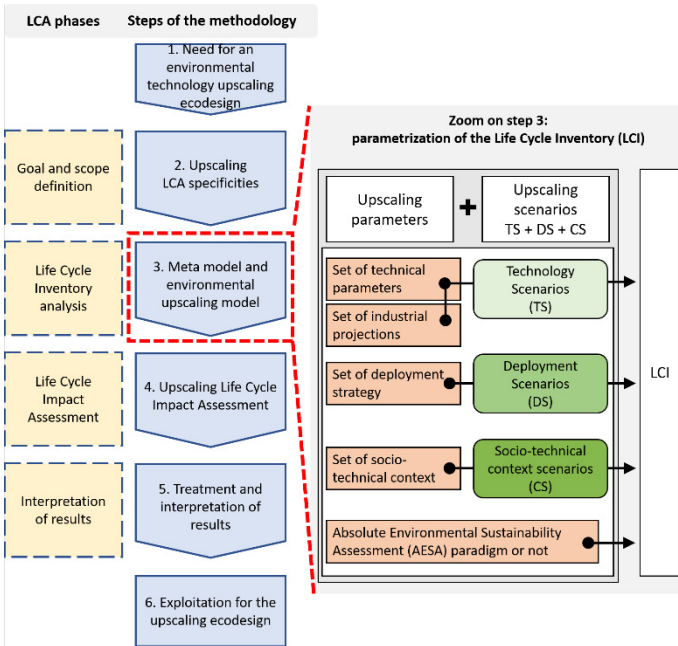 LCA phases
Steps of the methodology
1. Need for an
environmental
technology upscaling
ecodesign
Goal and scope
definition
2. Upscaling
LCA specificities
Life Cycle
Inventory
analysis
3. Meta model and
environmental
upscaling model
Life Cycle
Impact
Assessment
4. Upscaling Life Cycle
Impact Assessment
Interpretation
of results
5. Treatment and
interpretation of
results
6. Exploitation for the
upscaling ecodesign
Zoom on step 3:
parametrization of the Life Cycle Inventory (LCI)
Upscaling
parameters
+
Upscaling
scenarios
TS + DS + CS
Set of technical
parameters
Set of industrial
projections
Technology
Scenarios
(TS)
Set of deployment
strategy
Deployment
Scenarios
(DS)
Set of socio-
technical context
Socio-technical
context scenarios
(CS)
Absolute Environmental Sustainability
Assessment (AESA) paradigm or not
LCI